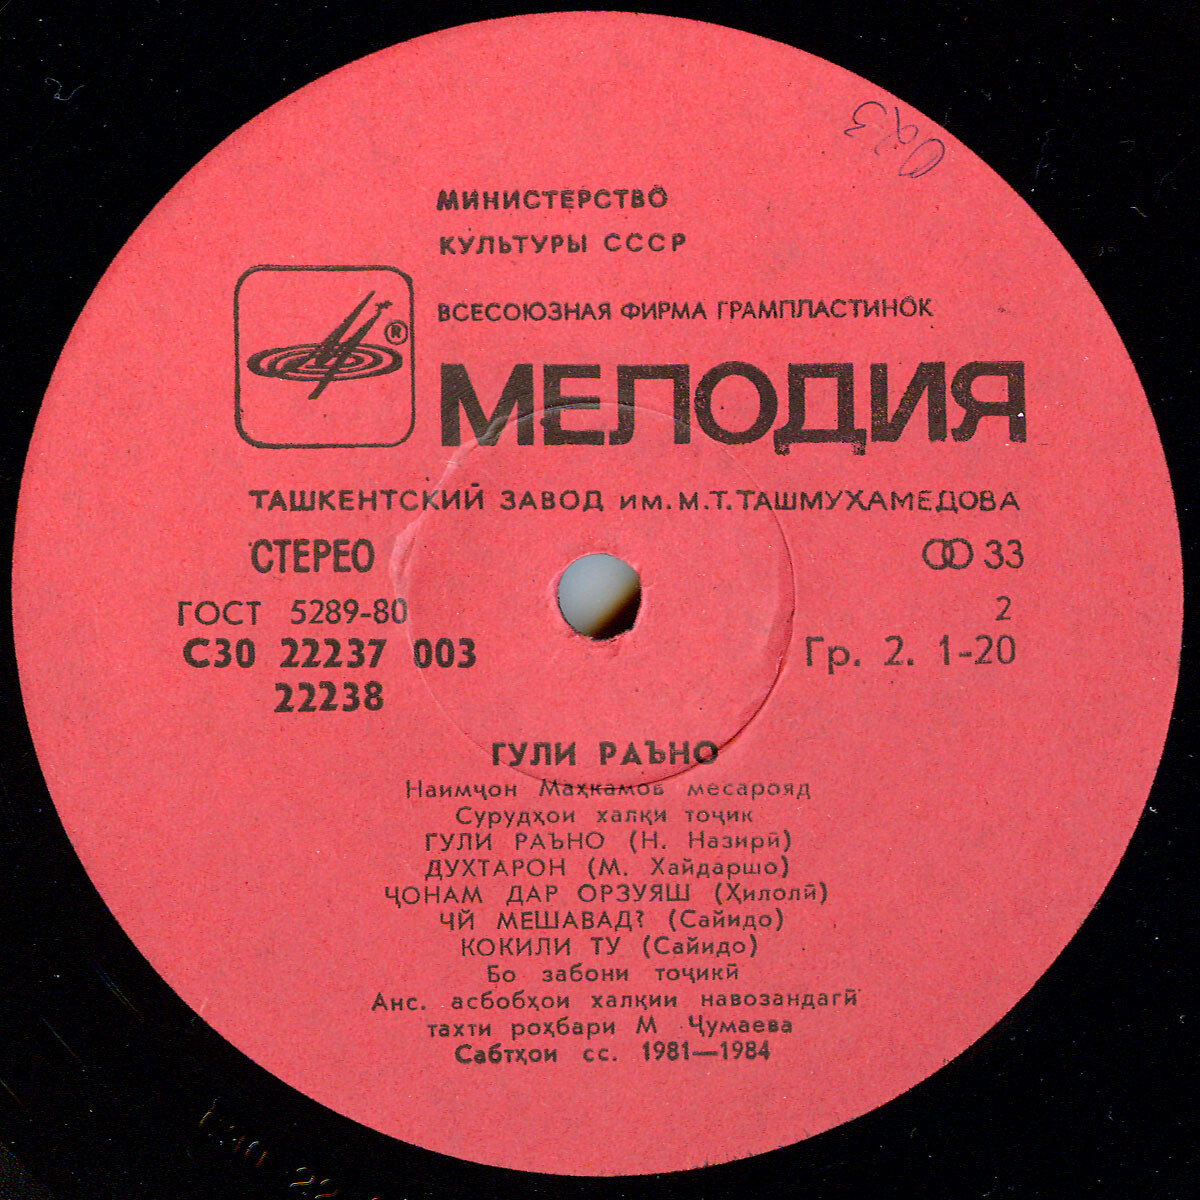 МИНИСТЕРСТВО
КУЛЬТУРЫ СССР
ВСЕСОЮЗНАЯ ФИРМА ГРАМПЛАСТИНОК
®
МЕЛОДИЯ
ТАШКЕНТСКИЙ ЗАВОД ИМ. М.Т. ТАШМУХАМЕДОВА
СТЕРЕО 33
ГОСТ 5289-80 2
С30 22237 003 Гр. 2. 1-20
22238
ГУЛИ РАЪНО
Наимҷон Маҳкамов месарояд
Сурудҳои халқи тоҷик
ГУЛИ РАЪНО (Н. Назирӣ)
ДУХТАРОН (М. Хайдаршо)
ҶОНАМ ДАР ОРЗУЯШ (Ҳилолӣ)
ЧӢ МЕШАВАД? (Сайидо)
КОКИЛИ ТУ (Сайидо)
Бо забони тоҷикӣ
Анс. асбобҳои халқии навозандагӣ
тахти роҳбари М Ҷумаева
Сабтҳои сс. 1981—1984